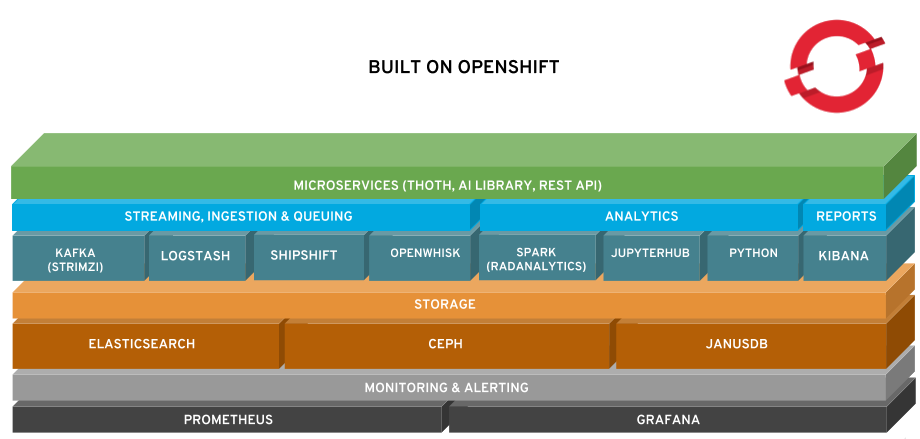 BUILT ON OPENSHIFT
MICROSERVICES (THOTH, AI LIBRARY, REST API)
STREAMING, INGESTION & QUEUING
ANALYTICS
REPORTS
KAFKA
(STRIMZI)
LOGSTASH
SHIPSHIFT
OPENWHISK
SPARK
(RADANALYTICS)
JUPYTERHUB
PYTHON
KIBANA
STORAGE
ELASTICSEARCH
CEPH
JANUSDB
MONITORING & ALERTING
PROMETHEUS
GRAFANA